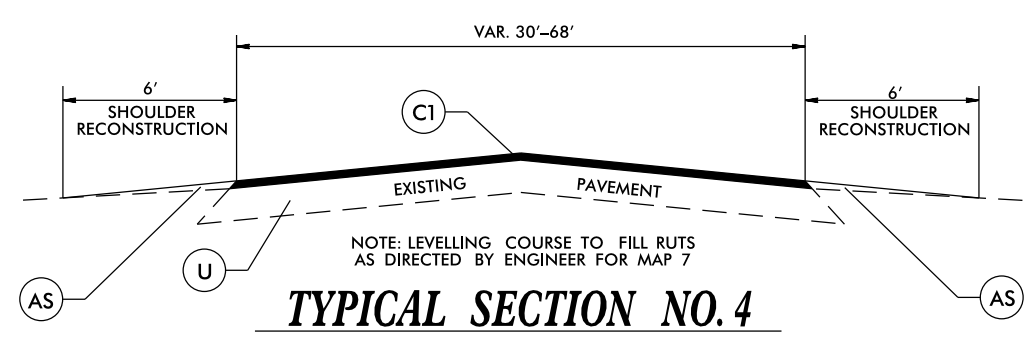 VAR. 30'–68'
6'
SHOULDER
RECONSTRUCTION
C1
6'
SHOULDER
RECONSTRUCTION
EXISTING PAVEMENT
NOTE: LEVELLING COURSE TO FILL RUTS
AS DIRECTED BY ENGINEER FOR MAP 7
U
AS
AS
TYPICAL SECTION NO. 4